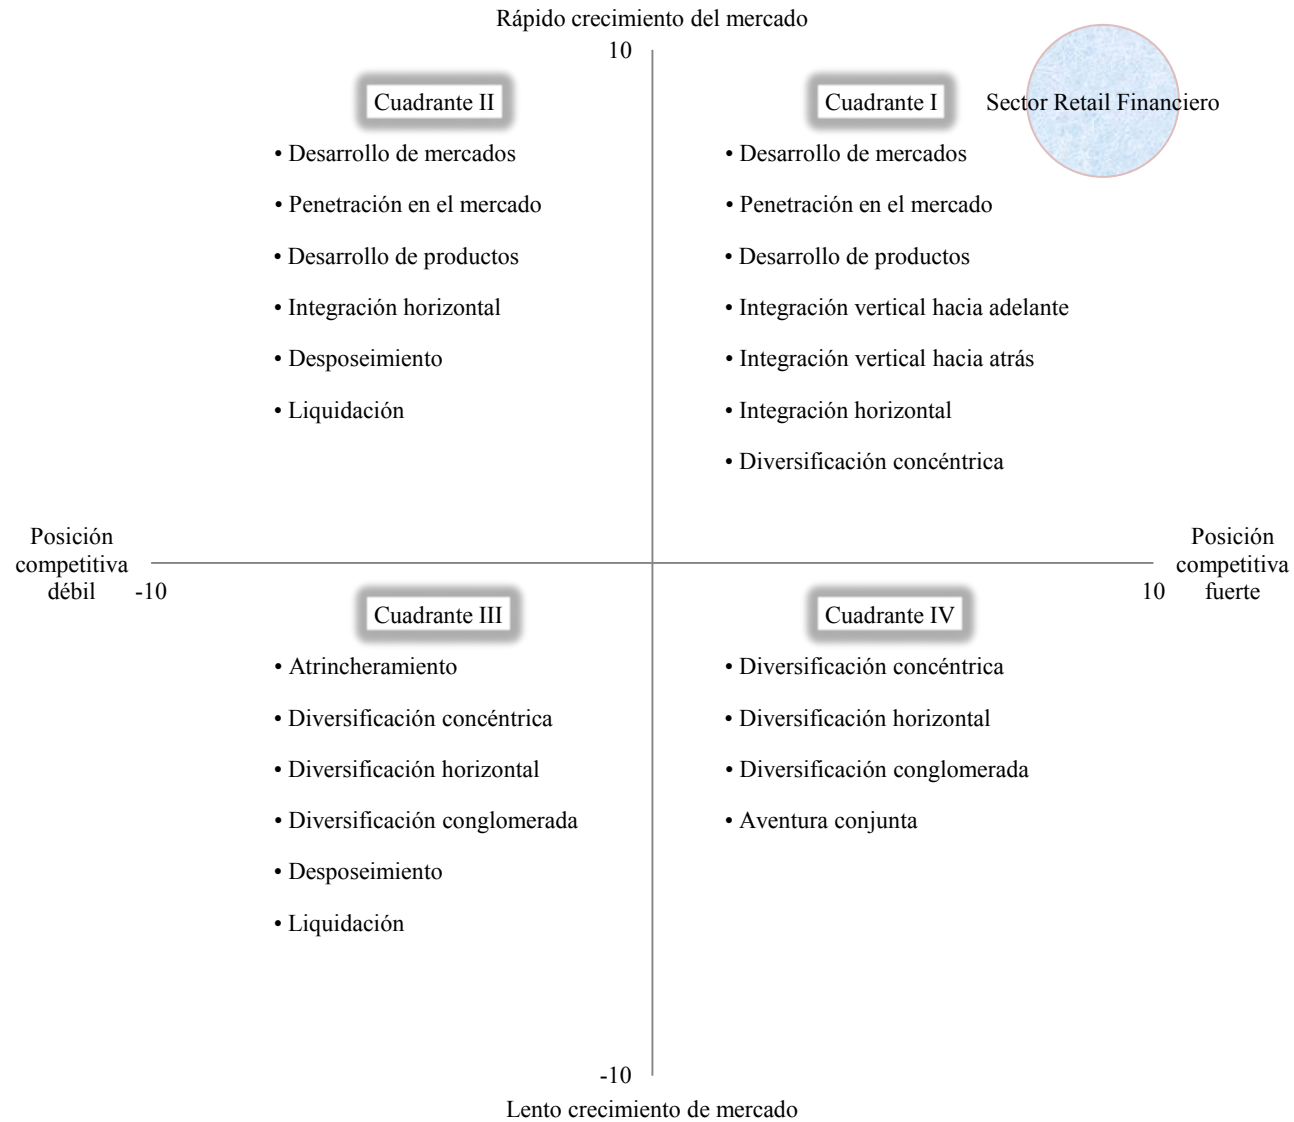 Rápido crecimiento del mercado
10
Cuadrante II
• Desarrollo de mercados
• Penetración en el mercado
• Desarrollo de productos
• Integración horizontal
• Desposeimiento
• Liquidación
Cuadrante I
Sector Retail Financiero
• Desarrollo de mercados
• Penetración en el mercado
• Desarrollo de productos
• Integración vertical hacia adelante
• Integración vertical hacia atrás
• Integración horizontal
• Diversificación concéntrica
Posición
competitiva
débil
-10
Posición
competitiva
fuerte
10
Cuadrante III
• Atrincheramiento
• Diversificación concéntrica
• Diversificación horizontal
• Diversificación conglomerada
• Desposeimiento
• Liquidación
Cuadrante IV
• Diversificación concéntrica
• Diversificación horizontal
• Diversificación conglomerada
• Aventura conjunta
-10
Lento crecimiento de mercado